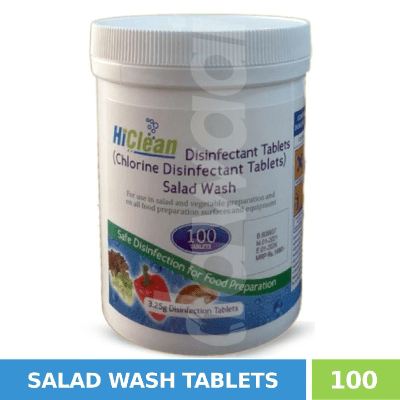 HiClean
Disinfectant Tablets
(Chlorine Disinfectant Tablets)
Salad Wash
For use in salad and vegetable preparation and
on all food preparation, surfaces and equipment
100
TABLETS
Safe Disinfection for Food Preparation
3.25g Disinfection Tablets
SALAD WASH TABLETS
100